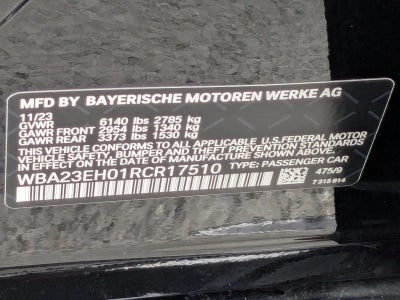 MFD BY BAYERISCHE MOTOREN WERKE AG
11/23
GVWR 6140 lbs 2785 kg
GAWR FRONT 2954 lbs 1340 kg
GAWR REAR 3373 lbs 1530 kg
THIS VEHICLE CONFORMS TO ALL APPLICABLE U.S. FEDERAL MOTOR
VEHICLE SAFETY, BUMPER, AND THEFT PREVENTION STANDARDS
IN EFFECT ON THE DATE OF MANUFACTURE SHOWN ABOVE.
WBA23EH01RCR17510 TYPE: PASSENGER CAR
475/9
7 315 814